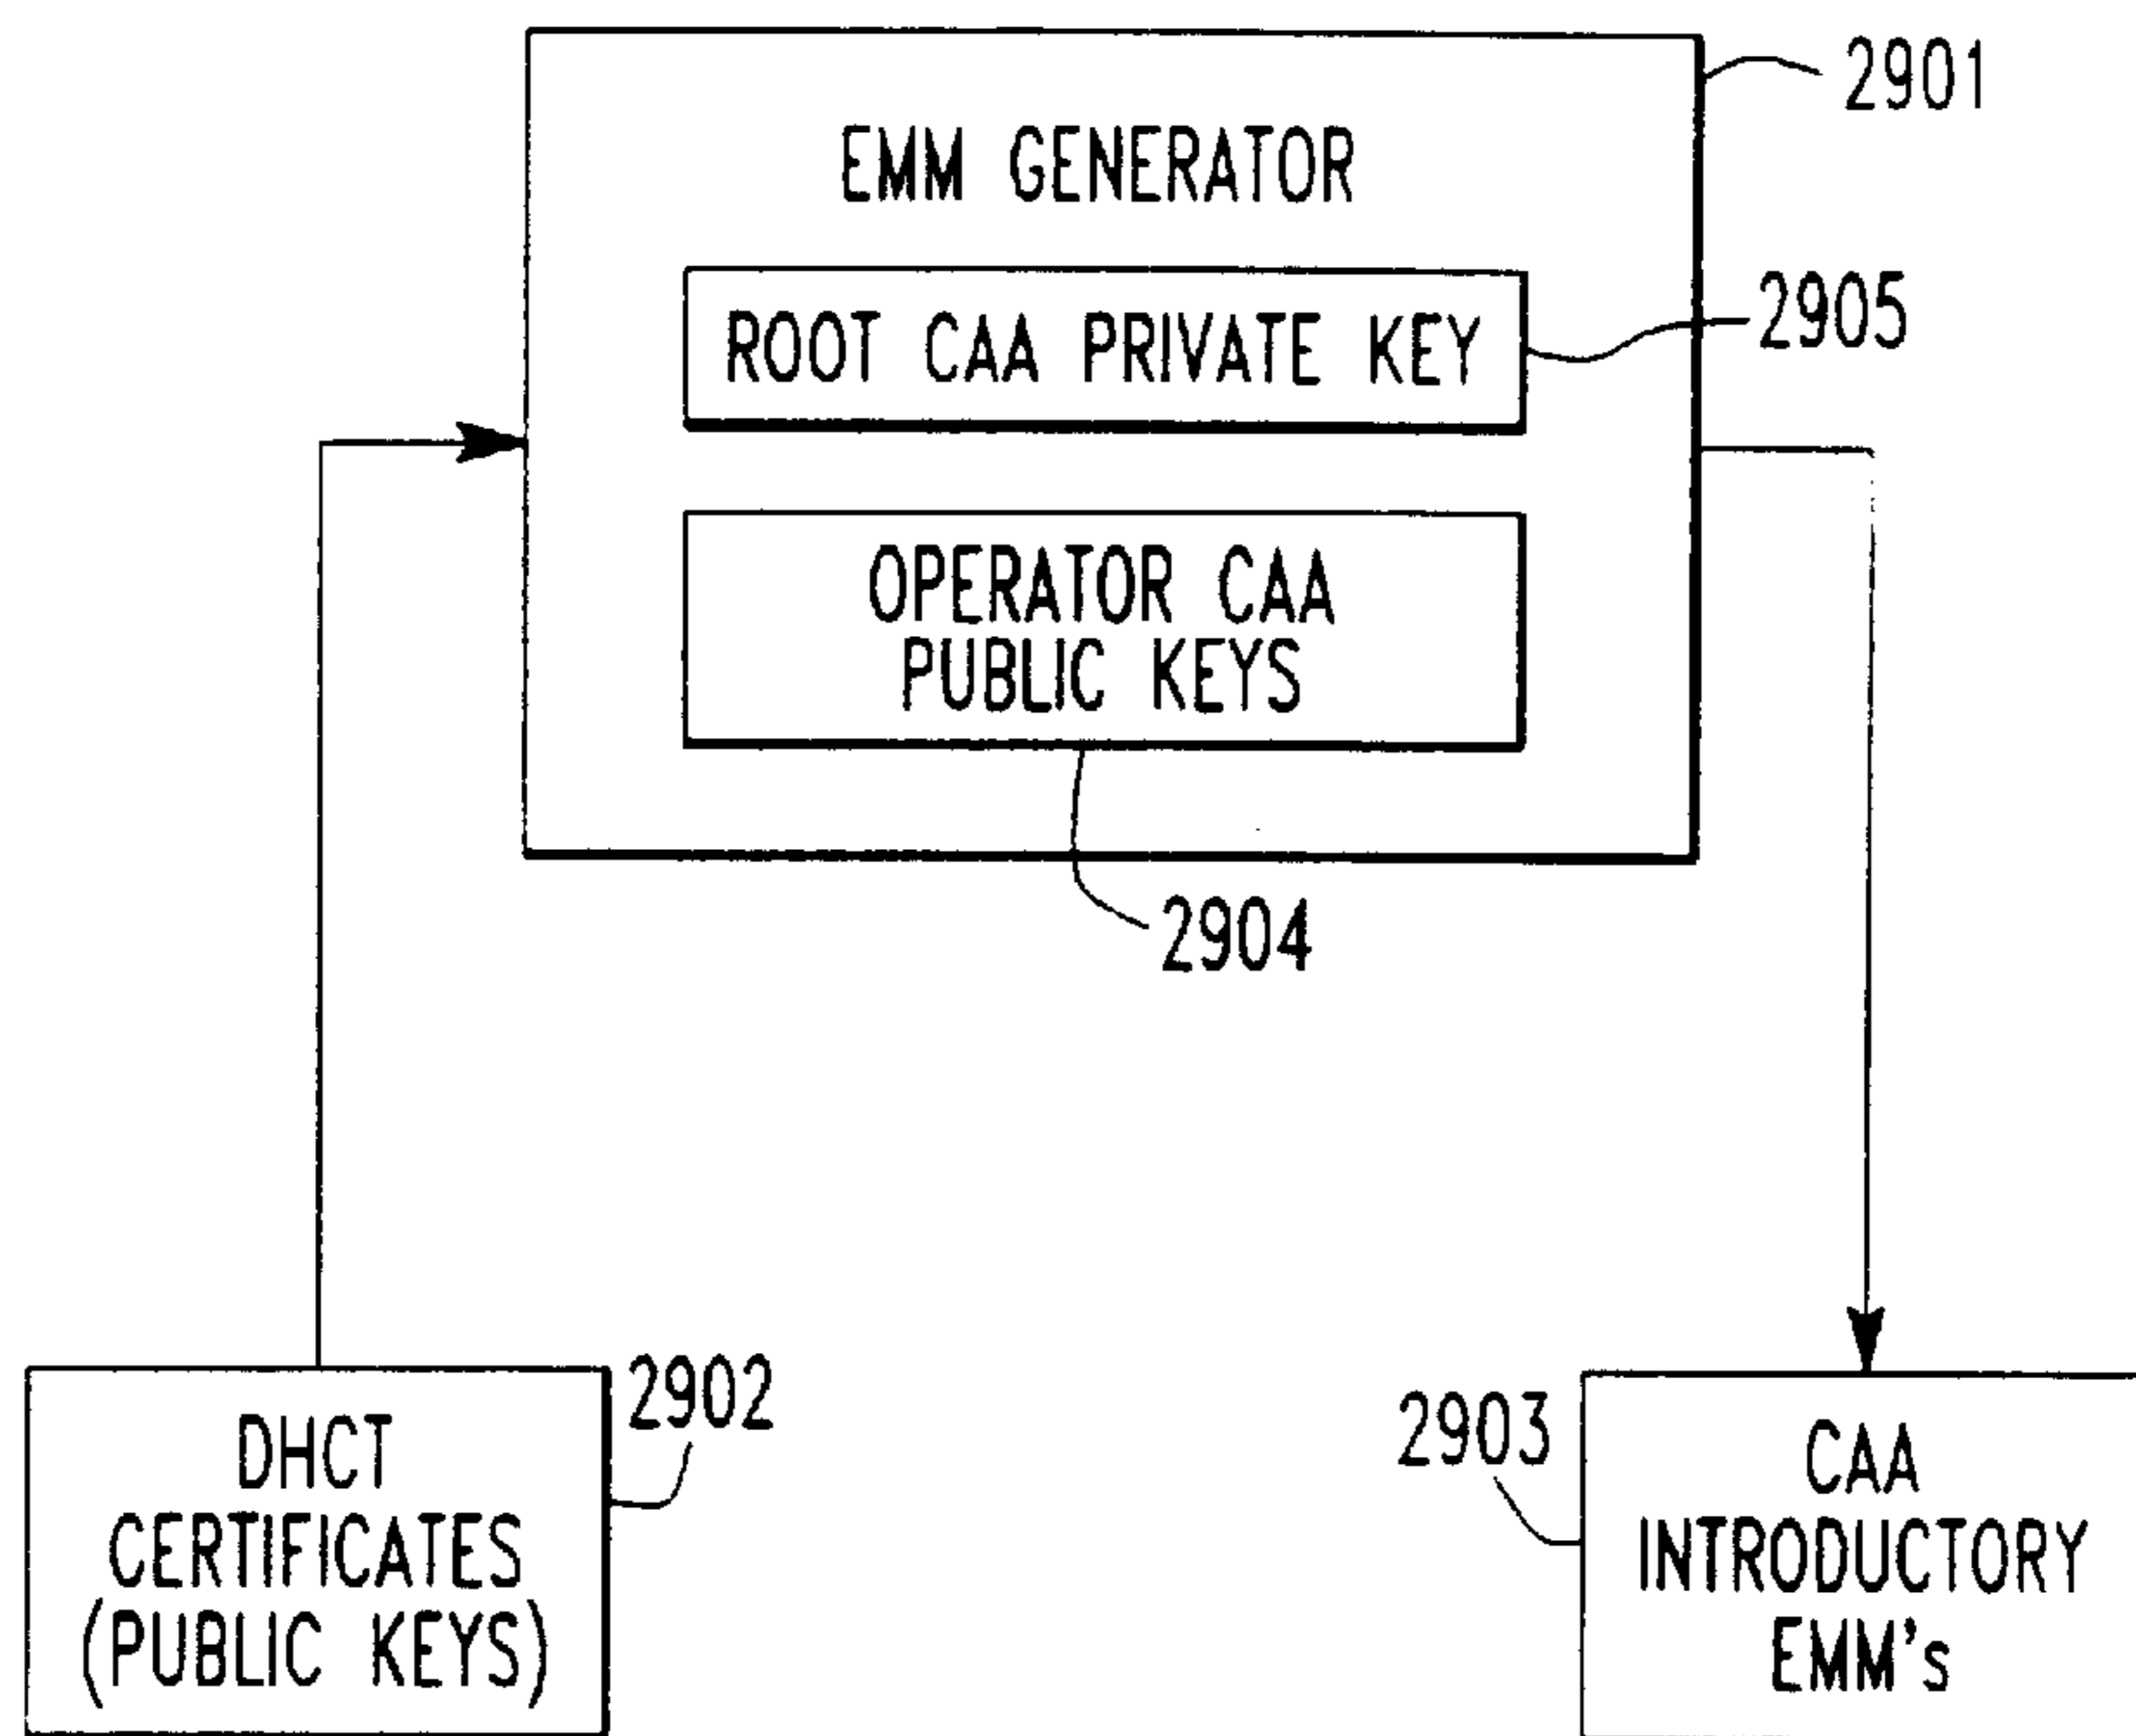 2901
EMM GENERATOR
2905
ROOT CAA PRIVATE KEY
OPERATOR CAA
PUBLIC KEYS
2904
2902
DHCT
CERTIFICATES
(PUBLIC KEYS)
2903
CAA
INTRODUCTORY
EMM's